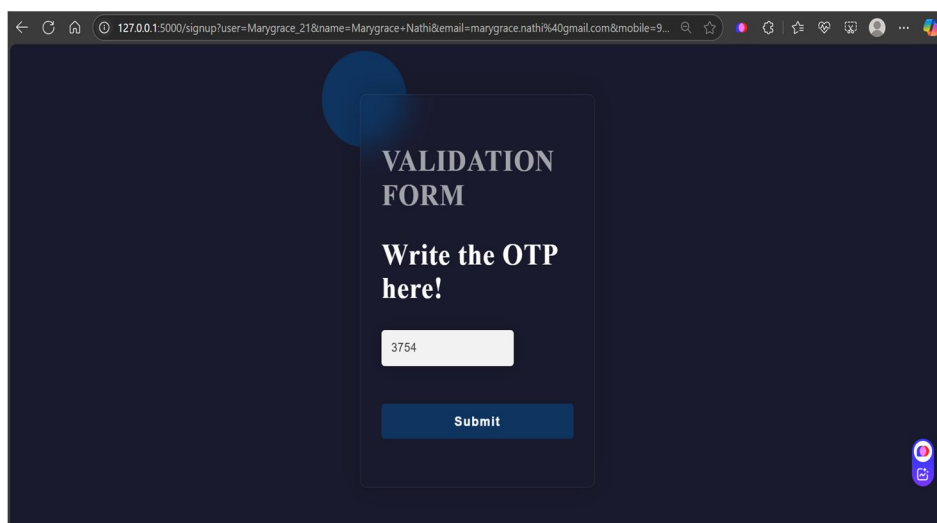 127.0.0.1:5000/signup?user=Marygrace_21&name=Marygrace+Nathi&email=marygrace.nathi%40gmail.com&mobile=9...
VALIDATION
FORM
Write the OTP
here!
3754
Submit